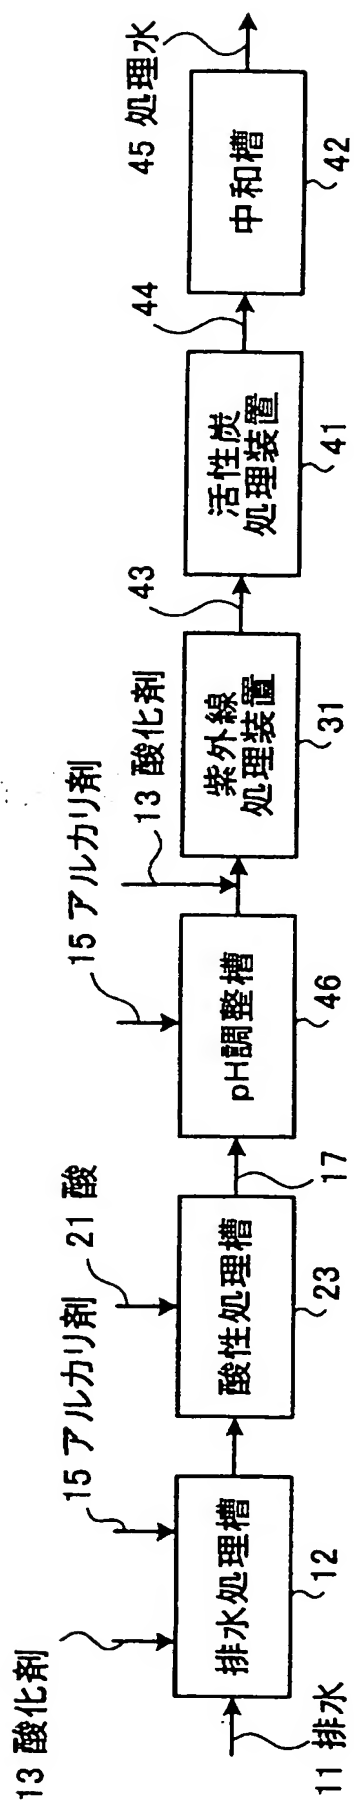 13 酸化剤
15 アルカリ剤
21 酸
15 アルカリ剤
13 酸化剤
43
44
45 処理水
排水処理槽
酸性処理槽
pH調整槽
紫外線
処理装置
活性炭
処理装置
中和槽
11 排水
12
23
17
46
31
41
42